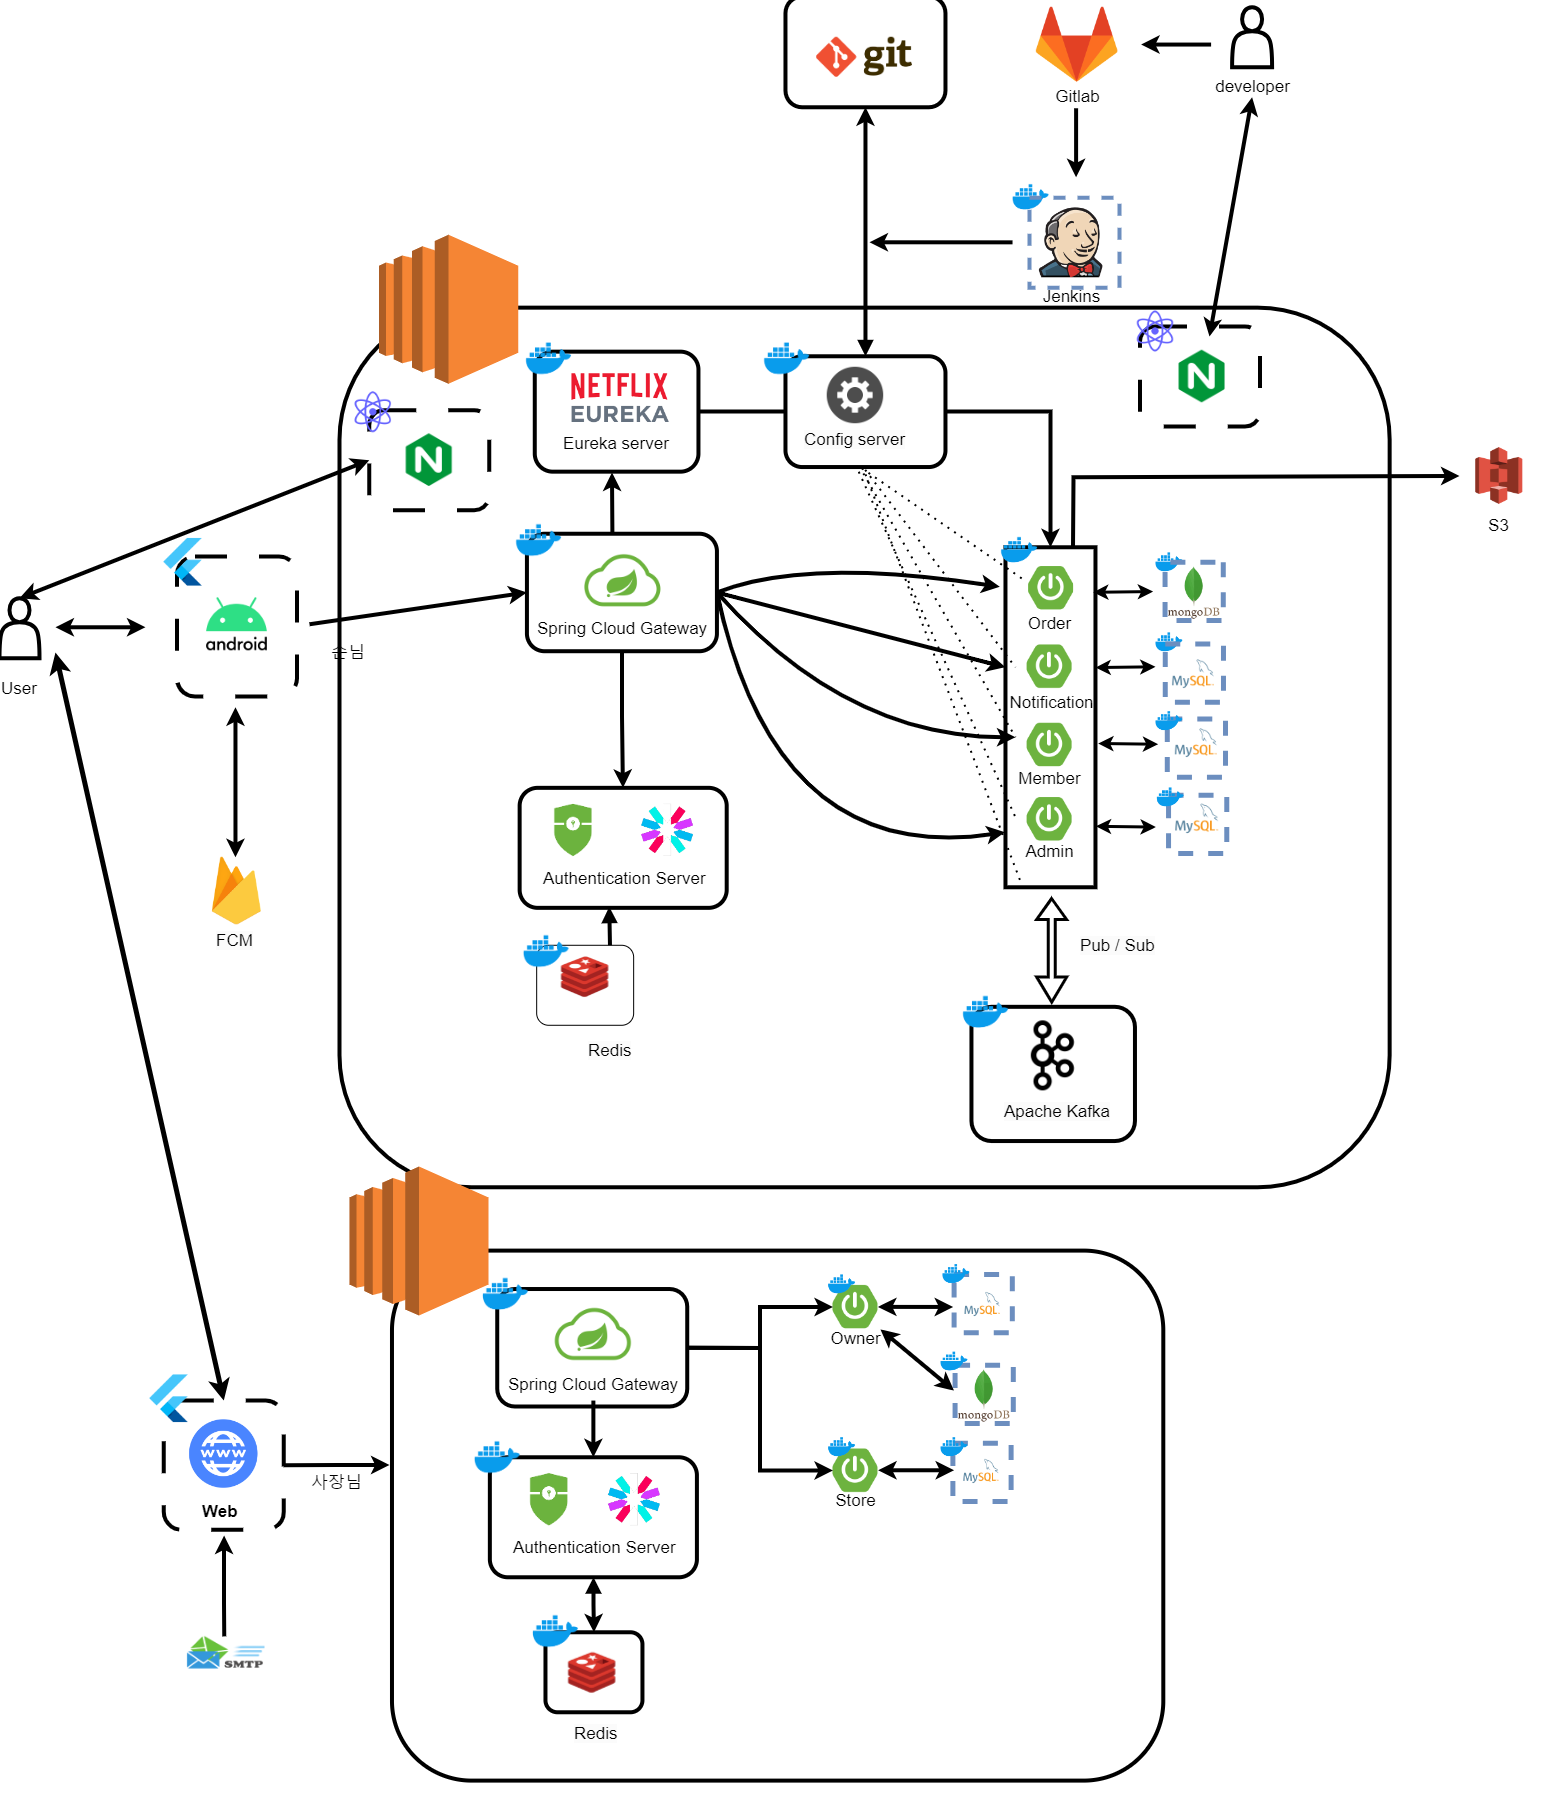 git
Gitlab
developer
Jenkins
NETFLIX
EUREKA
Eureka server
Config server
S3
Spring Cloud Gateway
android
손님
User
Order
mongoDB
Notification
MySQL
Member
MySQL
Admin
MySQL
Authentication Server
FCM
Redis
Pub / Sub
Apache Kafka
Spring Cloud Gateway
Owner
MySQL
mongoDB
Store
MySQL
www
Web
사장님
Authentication Server
SMTP
Redis